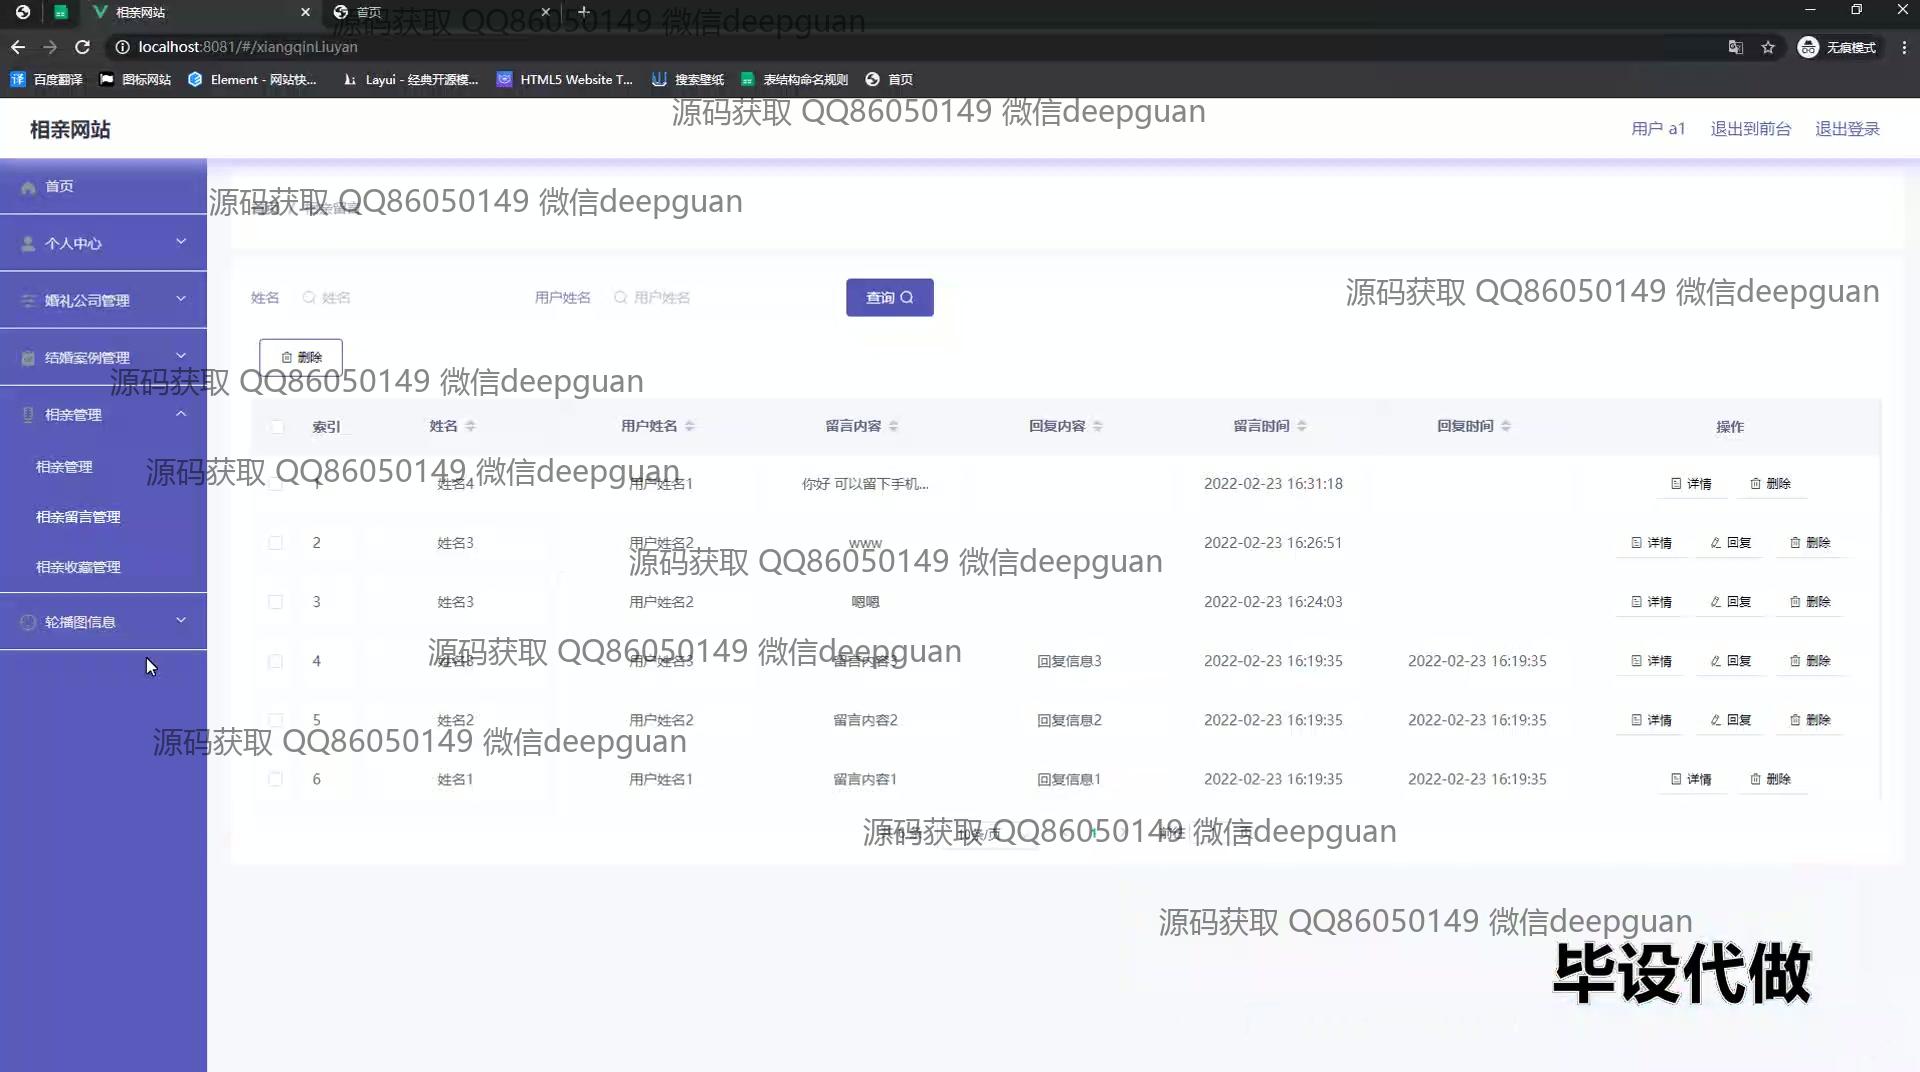 相亲网站
首页
源码获取 QQ86050149 微信deepguan
localhost:8081/#/xiangqinLiuyan
无痕模式
百度翻译
图标网站
Element - 网站快...
Layui - 经典开源模...
HTML5 Website T...
搜索壁纸
表结构命名规则
首页
源码获取 QQ86050149 微信deepguan
相亲网站
用户 a1
退出到前台
退出登录
首页
个人中心
婚礼公司管理
结婚案例管理
相亲管理
相亲管理
相亲留言管理
相亲收藏管理
轮播图信息
源码获取 QQ86050149 微信deepguan
姓名 姓名 用户姓名 用户姓名 查询
源码获取 QQ86050149 微信deepguan
删除
源码获取 QQ86050149 微信deepguan
索引 姓名 用户姓名 留言内容 回复内容 留言时间 回复时间 操作
源码获取 QQ86050149 微信deepguan
1 姓名4 用户姓名1 你好 可以留下手机... 2022-02-23 16:31:18 详情 删除
2 姓名3 用户姓名2 www 2022-02-23 16:26:51 详情 回复 删除
源码获取 QQ86050149 微信deepguan
3 姓名3 用户姓名2 嗯嗯 2022-02-23 16:24:03 详情 回复 删除
源码获取 QQ86050149 微信deepguan
4 姓名3 用户姓名3 留言内容3 回复信息3 2022-02-23 16:19:35 2022-02-23 16:19:35 详情 回复 删除
5 姓名2 用户姓名2 留言内容2 回复信息2 2022-02-23 16:19:35 2022-02-23 16:19:35 详情 回复 删除
源码获取 QQ86050149 微信deepguan
6 姓名1 用户姓名1 留言内容1 回复信息1 2022-02-23 16:19:35 2022-02-23 16:19:35 详情 删除
源码获取 QQ86050149 微信deepguan
10条/页 1 前往
源码获取 QQ86050149 微信deepguan
毕设代做